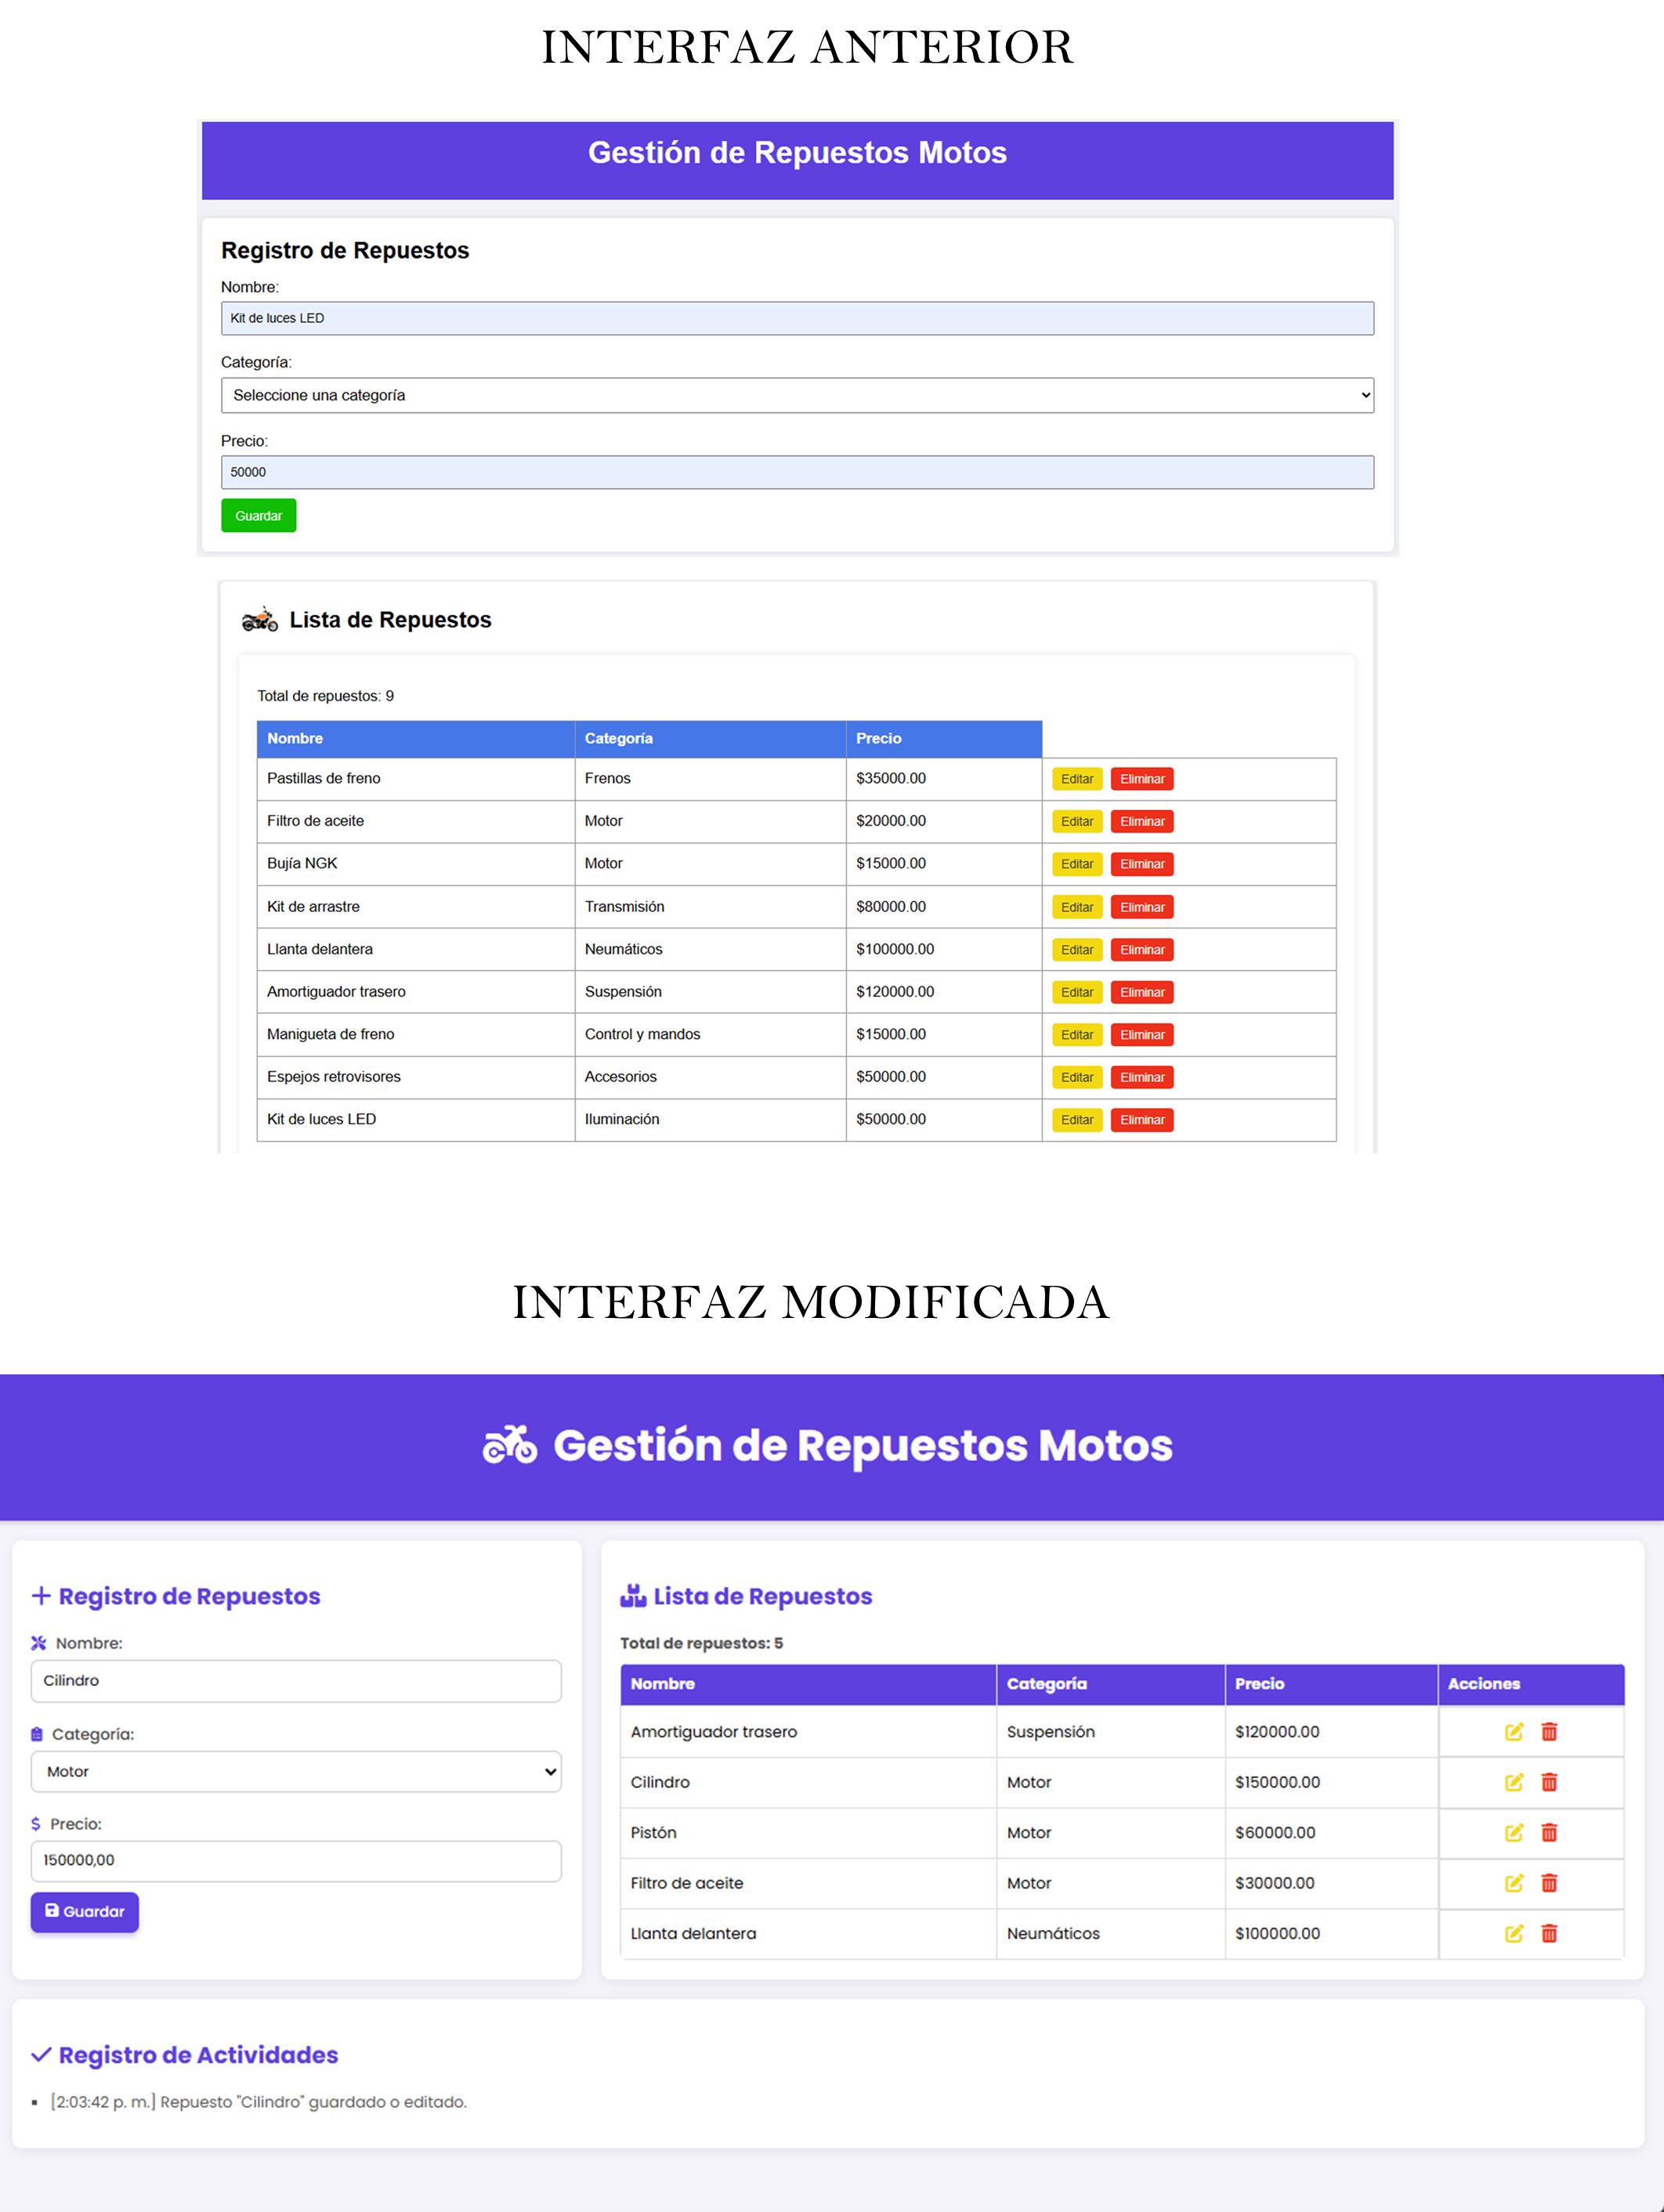 INTERFAZ ANTERIOR
Gestión de Repuestos Motos
Registro de Repuestos
Nombre:
Kit de luces LED
Categoría:
Seleccione una categoría
Precio:
50000
Guardar
Lista de Repuestos
Total de repuestos: 9
Nombre Categoría Precio
Pastillas de freno Frenos $35000.00 Editar Eliminar
Filtro de aceite Motor $20000.00 Editar Eliminar
Bujía NGK Motor $15000.00 Editar Eliminar
Kit de arrastre Transmisión $80000.00 Editar Eliminar
Llanta delantera Neumáticos $100000.00 Editar Eliminar
Amortiguador trasero Suspensión $120000.00 Editar Eliminar
Manigueta de freno Control y mandos $15000.00 Editar Eliminar
Espejos retrovisores Accesorios $50000.00 Editar Eliminar
Kit de luces LED Iluminación $50000.00 Editar Eliminar
INTERFAZ MODIFICADA
Gestión de Repuestos Motos
Registro de Repuestos
Nombre:
Cilindro
Categoría:
Motor
$ Precio:
150000,00
Guardar
Lista de Repuestos
Total de repuestos: 5
Nombre Categoría Precio Acciones
Amortiguador trasero Suspensión $120000.00
Cilindro Motor $150000.00
Pistón Motor $60000.00
Filtro de aceite Motor $30000.00
Llanta delantera Neumáticos $100000.00
Registro de Actividades
▪ [2:03:42 p. m.] Repuesto "Cilindro" guardado o editado.